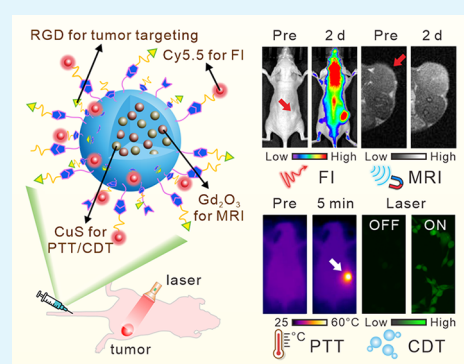 RGD for tumor targeting
Cy5.5 for FI
CuS for
PTT/CDT
Gd₂O₃
for MRI
laser
tumor
Pre 2 d Pre 2 d
Low High Low High
FI MRI
Pre 5 min Laser
OFF ON
25 60°C Low High
°C PTT CDT